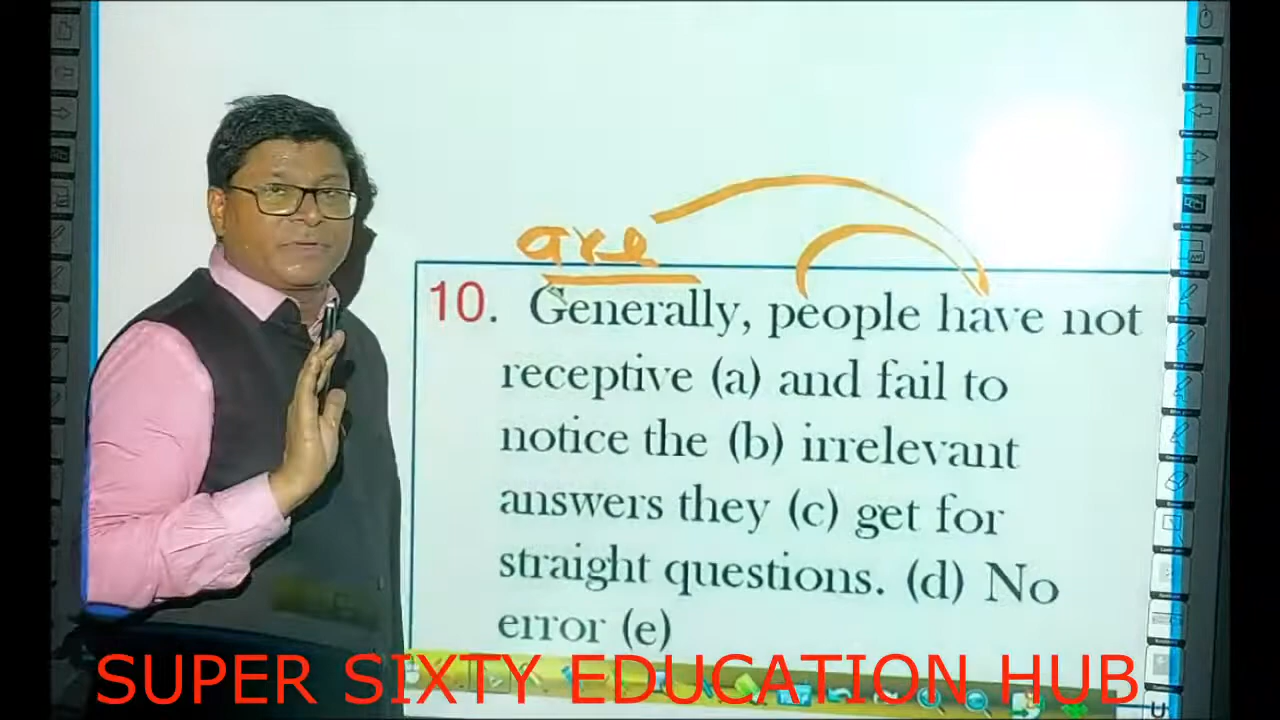 are
10. Generally, people have not
receptive (a) and fail to
notice the (b) irrelevant
answers they (c) get for
straight questions. (d) No
error (e)
SUPER SIXTY EDUCATION HUB